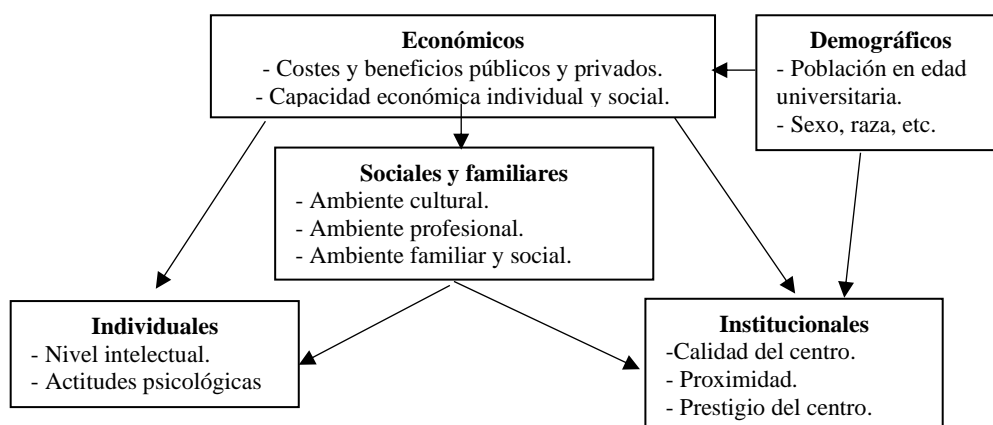 Económicos
- Costes y beneficios públicos y privados.
- Capacidad económica individual y social.
Demográficos
- Población en edad
universitaria.
- Sexo, raza, etc.
Sociales y familiares
- Ambiente cultural.
- Ambiente profesional.
- Ambiente familiar y social.
Individuales
- Nivel intelectual.
- Actitudes psicológicas
Institucionales
-Calidad del centro.
- Proximidad.
- Prestigio del centro.